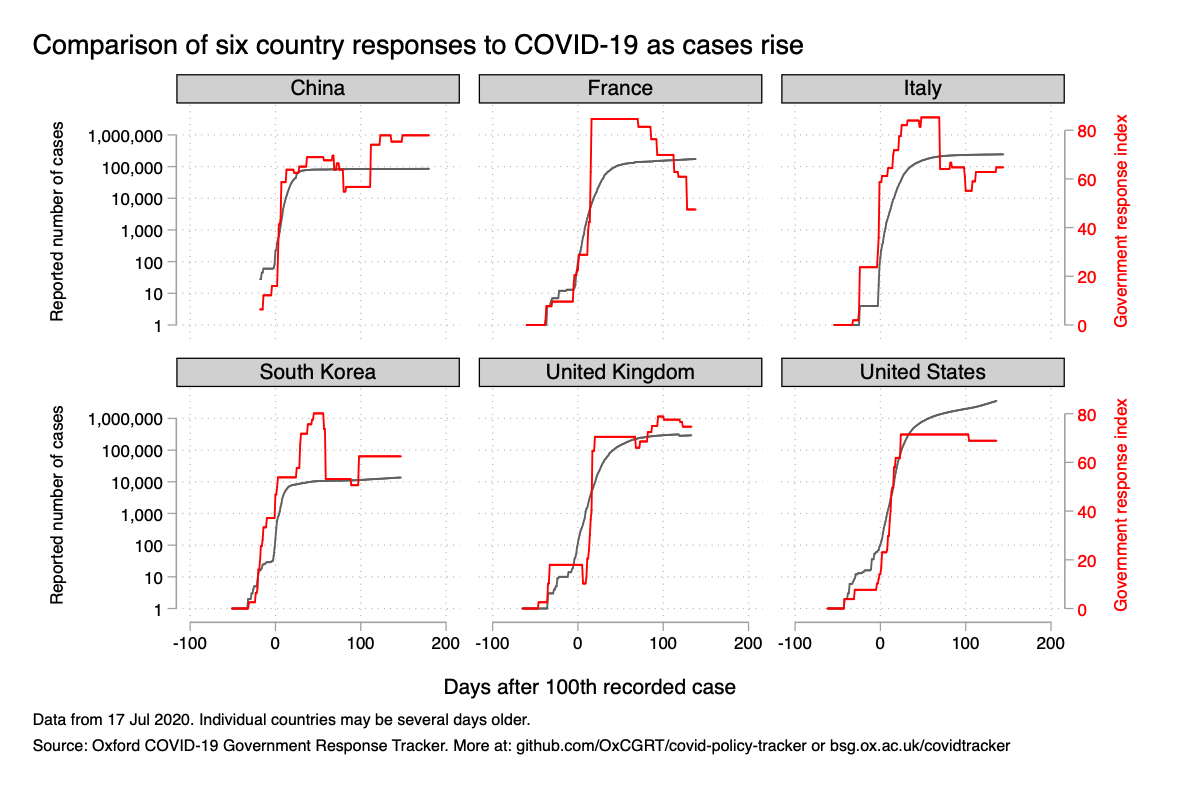 Comparison of six country responses to COVID-19 as cases rise
China
France
Italy
Reported number of cases
1,000,000
100,000
10,000
1,000
100
10
1
80
60
40
20
0
Government response index
South Korea
United Kingdom
United States
Reported number of cases
1,000,000
100,000
10,000
1,000
100
10
1
80
60
40
20
0
Government response index
-100 0 100 200
-100 0 100 200
-100 0 100 200
Days after 100th recorded case
Data from 17 Jul 2020. Individual countries may be several days older.
Source: Oxford COVID-19 Government Response Tracker. More at: github.com/OxCGRT/covid-policy-tracker or bsg.ox.ac.uk/covidtracker